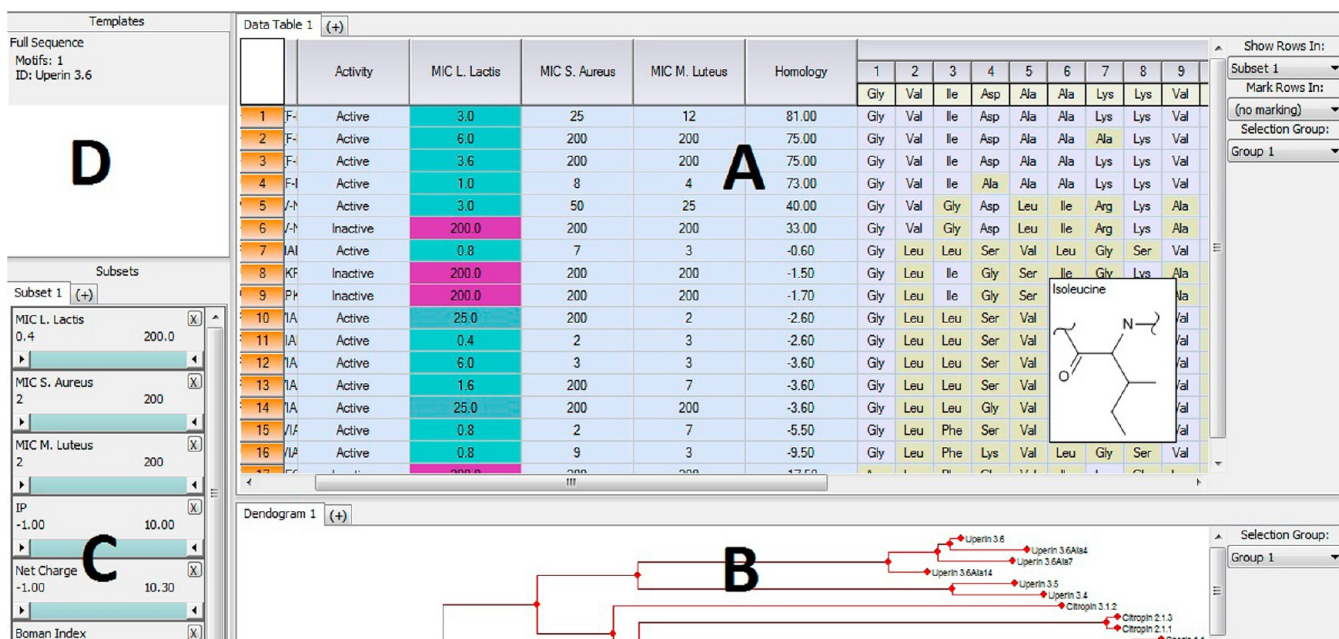 Templates
Full Sequence
Motifs: 1
ID: Uperin 3.6
D
Subsets
Subset 1 (+)
MIC L. Lactis X
0.4 200.0
MIC S. Aureus X
2 200
MIC M. Luteus X
2 200
IP X
-1.00 10.00
C
Net Charge X
-1.00 10.30
Boman Index X
Data Table 1 (+)
Activity MIC L. Lactis MIC S. Aureus MIC M. Luteus Homology 1 2 3 4 5 6 7 8 9
Gly Val Ile Asp Ala Ala Lys Lys Val
A
1 Active 3.0 25 12 81.00 Gly Val Ile Asp Ala Ala Lys Lys Val
2 Active 6.0 200 200 75.00 Gly Val Ile Asp Ala Ala Ala Lys Val
3 Active 3.6 200 200 75.00 Gly Val Ile Asp Ala Ala Lys Lys Val
4 Active 1.0 8 4 73.00 Gly Val Ile Ala Ala Ala Lys Lys Val
5 Active 3.0 50 25 40.00 Gly Val Gly Asp Leu Ile Arg Lys Ala
6 Inactive 200.0 200 200 33.00 Gly Val Gly Asp Leu Ile Arg Lys Ala
7 Active 0.8 7 3 -0.60 Gly Leu Leu Ser Val Leu Gly Ser Val
8 Inactive 200.0 200 200 -1.50 Gly Leu Ile Gly Ser Ile Gly Lys Ala
9 Inactive 200.0 200 200 -1.70 Gly Leu Ile Gly Ser
10 Active 25.0 200 2 -2.60 Gly Leu Leu Ser Val
11 Active 0.4 2 3 -2.60 Gly Leu Leu Ser Val
12 Active 6.0 3 3 -3.60 Gly Leu Leu Ser Val
13 Active 1.6 200 7 -3.60 Gly Leu Leu Ser Val
14 Active 25.0 200 200 -3.60 Gly Leu Leu Gly Val
15 Active 0.8 2 7 -5.50 Gly Leu Phe Ser Val
16 Active 0.8 9 3 -9.50 Gly Leu Phe Lys Val Leu Gly Ser Val
Isoleucine
N
O
Show Rows In:
Subset 1
Mark Rows In:
(no marking)
Selection Group:
Group 1
Dendogram 1 (+)
B
Uperin 3.6
Uperin 3.6Ala4
Uperin 3.6Ala7
Uperin 3.6Ala14
Uperin 3.5
Uperin 3.4
Citropin 3.1.2
Citropin 2.1.3
Citropin 2.1.1
Selection Group:
Group 1